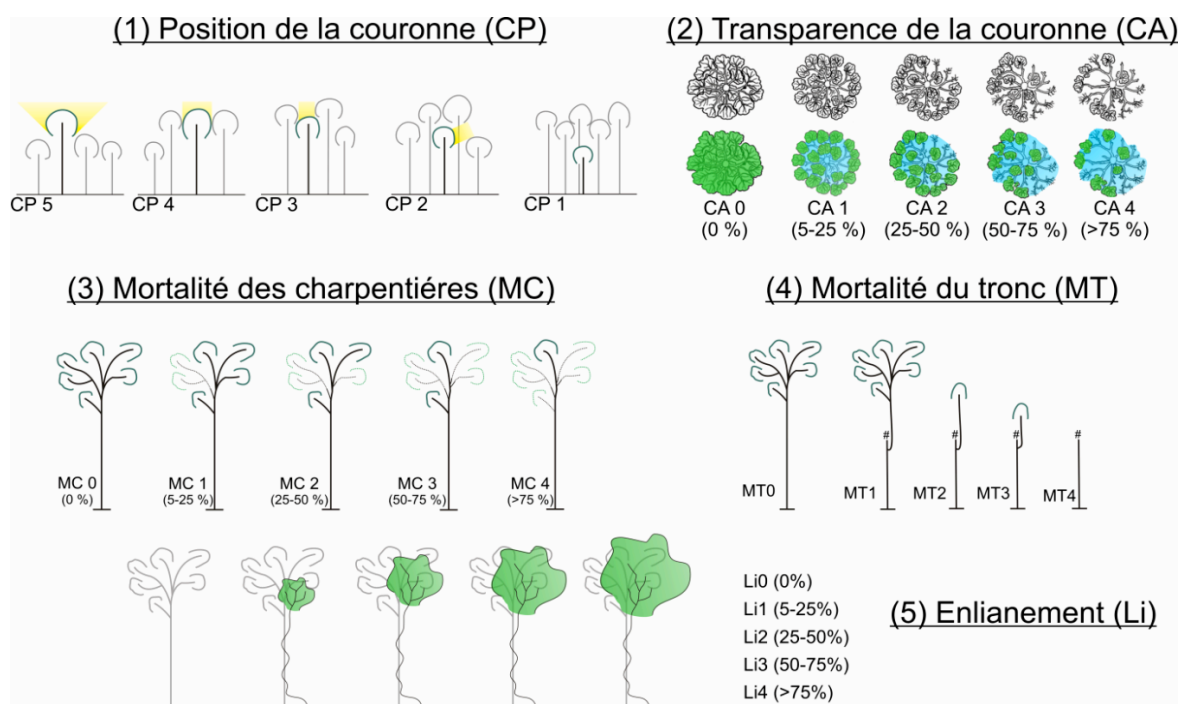 (1) Position de la couronne (CP)
CP 5
CP 4
CP 3
CP 2
CP 1
(2) Transparence de la couronne (CA)
CA 0
(0 %)
CA 1
(5-25 %)
CA 2
(25-50 %)
CA 3
(50-75 %)
CA 4
(>75 %)
(3) Mortalité des charpentiéres (MC)
MC 0
(0 %)
MC 1
(5-25 %)
MC 2
(25-50 %)
MC 3
(50-75 %)
MC 4
(>75 %)
(4) Mortalité du tronc (MT)
# # # #
MT0
MT1
MT2
MT3
MT4
Li0 (0%)
Li1 (5-25%)
Li2 (25-50%)
Li3 (50-75%)
Li4 (>75%)
(5) Enlianement (Li)